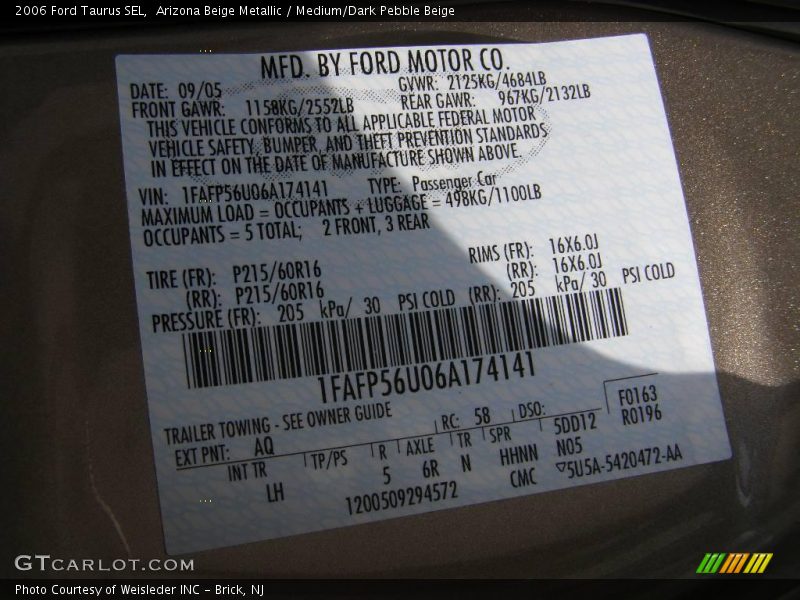 2006 Ford Taurus SEL,  Arizona Beige Metallic / Medium/Dark Pebble Beige
MFD. BY FORD MOTOR CO.
DATE: 09/05 GVWR: 2125KG/4684LB
FRONT GAWR: 1158KG/2552LB REAR GAWR: 967KG/2132LB
THIS VEHICLE CONFORMS TO ALL APPLICABLE FEDERAL MOTOR
VEHICLE SAFETY, BUMPER, AND THEFT PREVENTION STANDARDS
IN EFFECT ON THE DATE OF MANUFACTURE SHOWN ABOVE.
VIN: 1FAFP56U06A174141 TYPE: Passenger Car
MAXIMUM LOAD = OCCUPANTS + LUGGAGE = 498KG/1100LB
OCCUPANTS = 5 TOTAL; 2 FRONT, 3 REAR
TIRE (FR): P215/60R16 RIMS (FR): 16X6.0J
(RR): P215/60R16 (RR): 16X6.0J
PRESSURE (FR): 205 kPa/ 30 PSI COLD (RR): 205 kPa/ 30 PSI COLD
1FAFP56U06A174141
TRAILER TOWING - SEE OWNER GUIDE RC: 58 DSO: F0163
EXT PNT: AQ 5DD12 R0196
INT TR TP/PS R AXLE TR SPR N05
LH 5 6R N HHNN
1200509294572 CMC ▽5U5A-5420472-AA
GTCARLOT.COM
Photo Courtesy of Weisleder INC – Brick, NJ